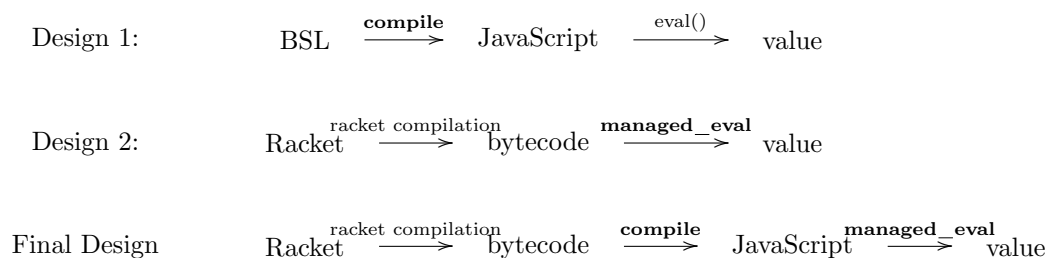 Design 1: BSL compile JavaScript eval() value
Design 2: Racket racket compilation bytecode managed_eval value
Final Design Racket racket compilation bytecode compile JavaScript managed_eval value